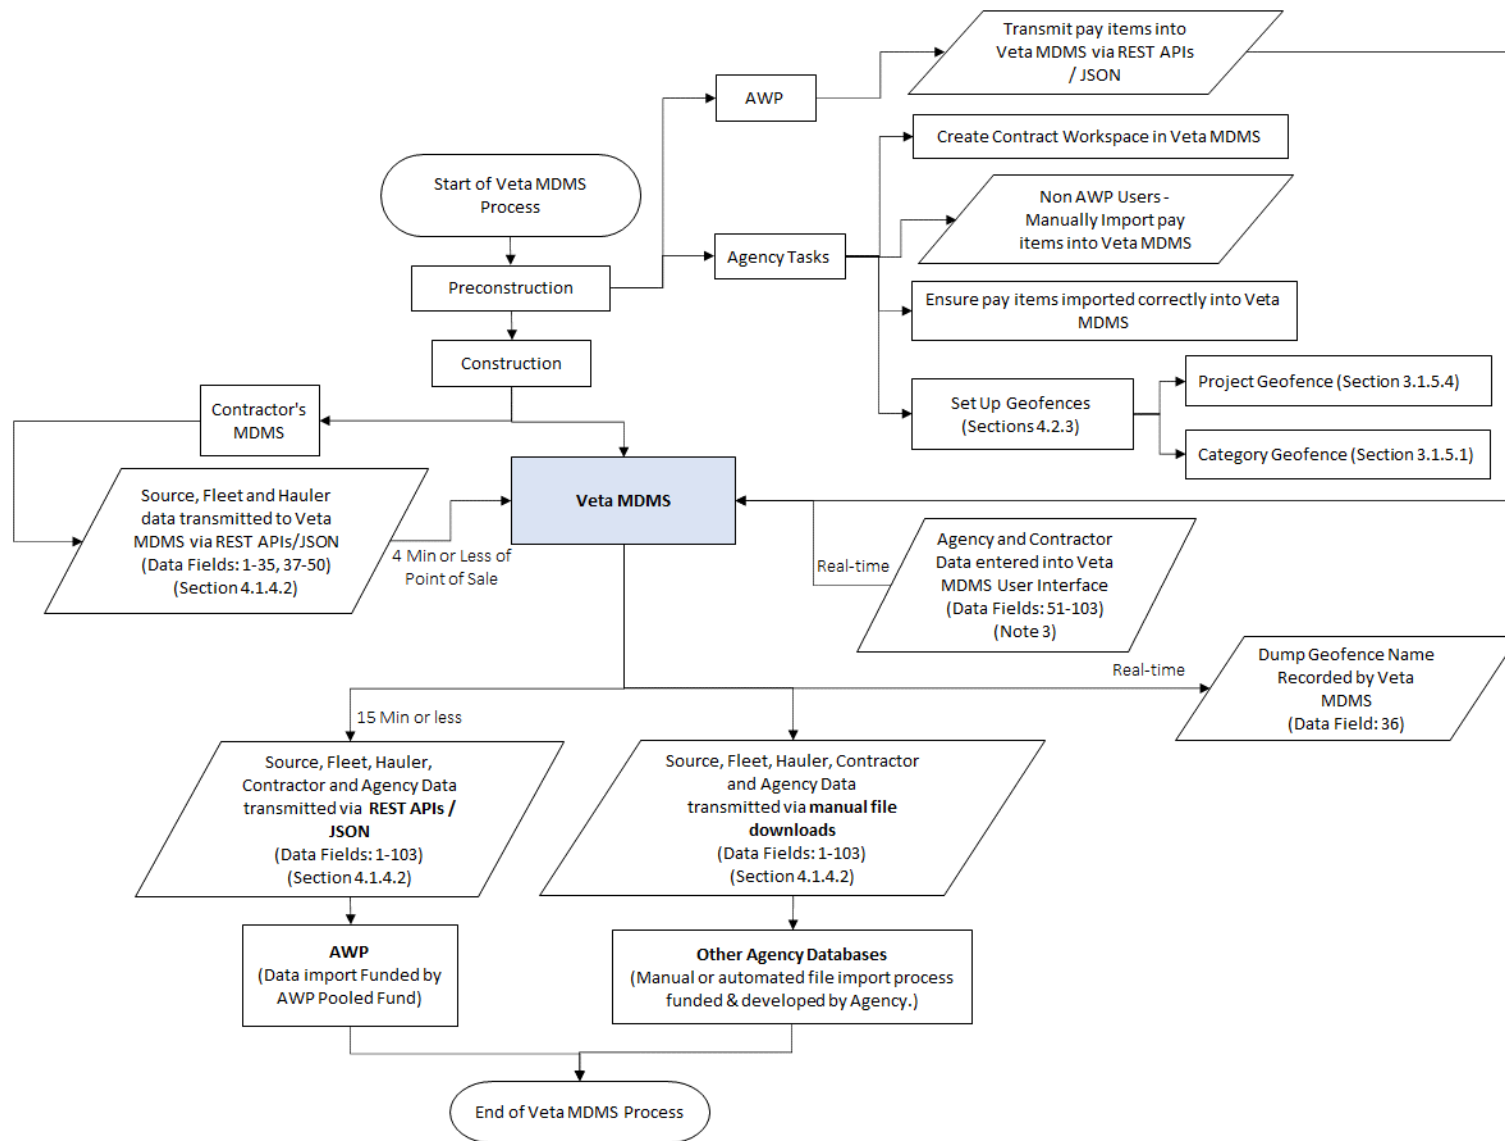 Transmit pay items into
Veta MDMS via REST APIs
/ JSON
AWP
Create Contract Workspace in Veta MDMS
Start of Veta MDMS
Process
Non AWP Users -
Manually Import pay
items into Veta MDMS
Agency Tasks
Preconstruction
Ensure pay items imported correctly into Veta
MDMS
Construction
Project Geofence (Section 3.1.5.4)
Set Up Geofences
(Sections 4.2.3)
Contractor's
MDMS
Category Geofence (Section 3.1.5.1)
Source, Fleet and Hauler
data transmitted to Veta
MDMS via REST APIs/JSON
(Data Fields: 1-35, 37-50)
(Section 4.1.4.2)
4 Min or Less of
Point of Sale
Veta MDMS
Real-time
Agency and Contractor
Data entered into Veta
MDMS User Interface
(Data Fields: 51-103)
(Note 3)
Real-time
Dump Geofence Name
Recorded by Veta
MDMS
(Data Field: 36)
15 Min or less
Source, Fleet, Hauler,
Contractor and Agency Data
transmitted via REST APIs /
JSON
(Data Fields: 1-103)
(Section 4.1.4.2)
Source, Fleet, Hauler, Contractor
and Agency Data
transmitted via manual file
downloads
(Data Fields: 1-103)
(Section 4.1.4.2)
AWP
(Data import Funded by
AWP Pooled Fund)
Other Agency Databases
(Manual or automated file import process
funded & developed by Agency.)
End of Veta MDMS Process